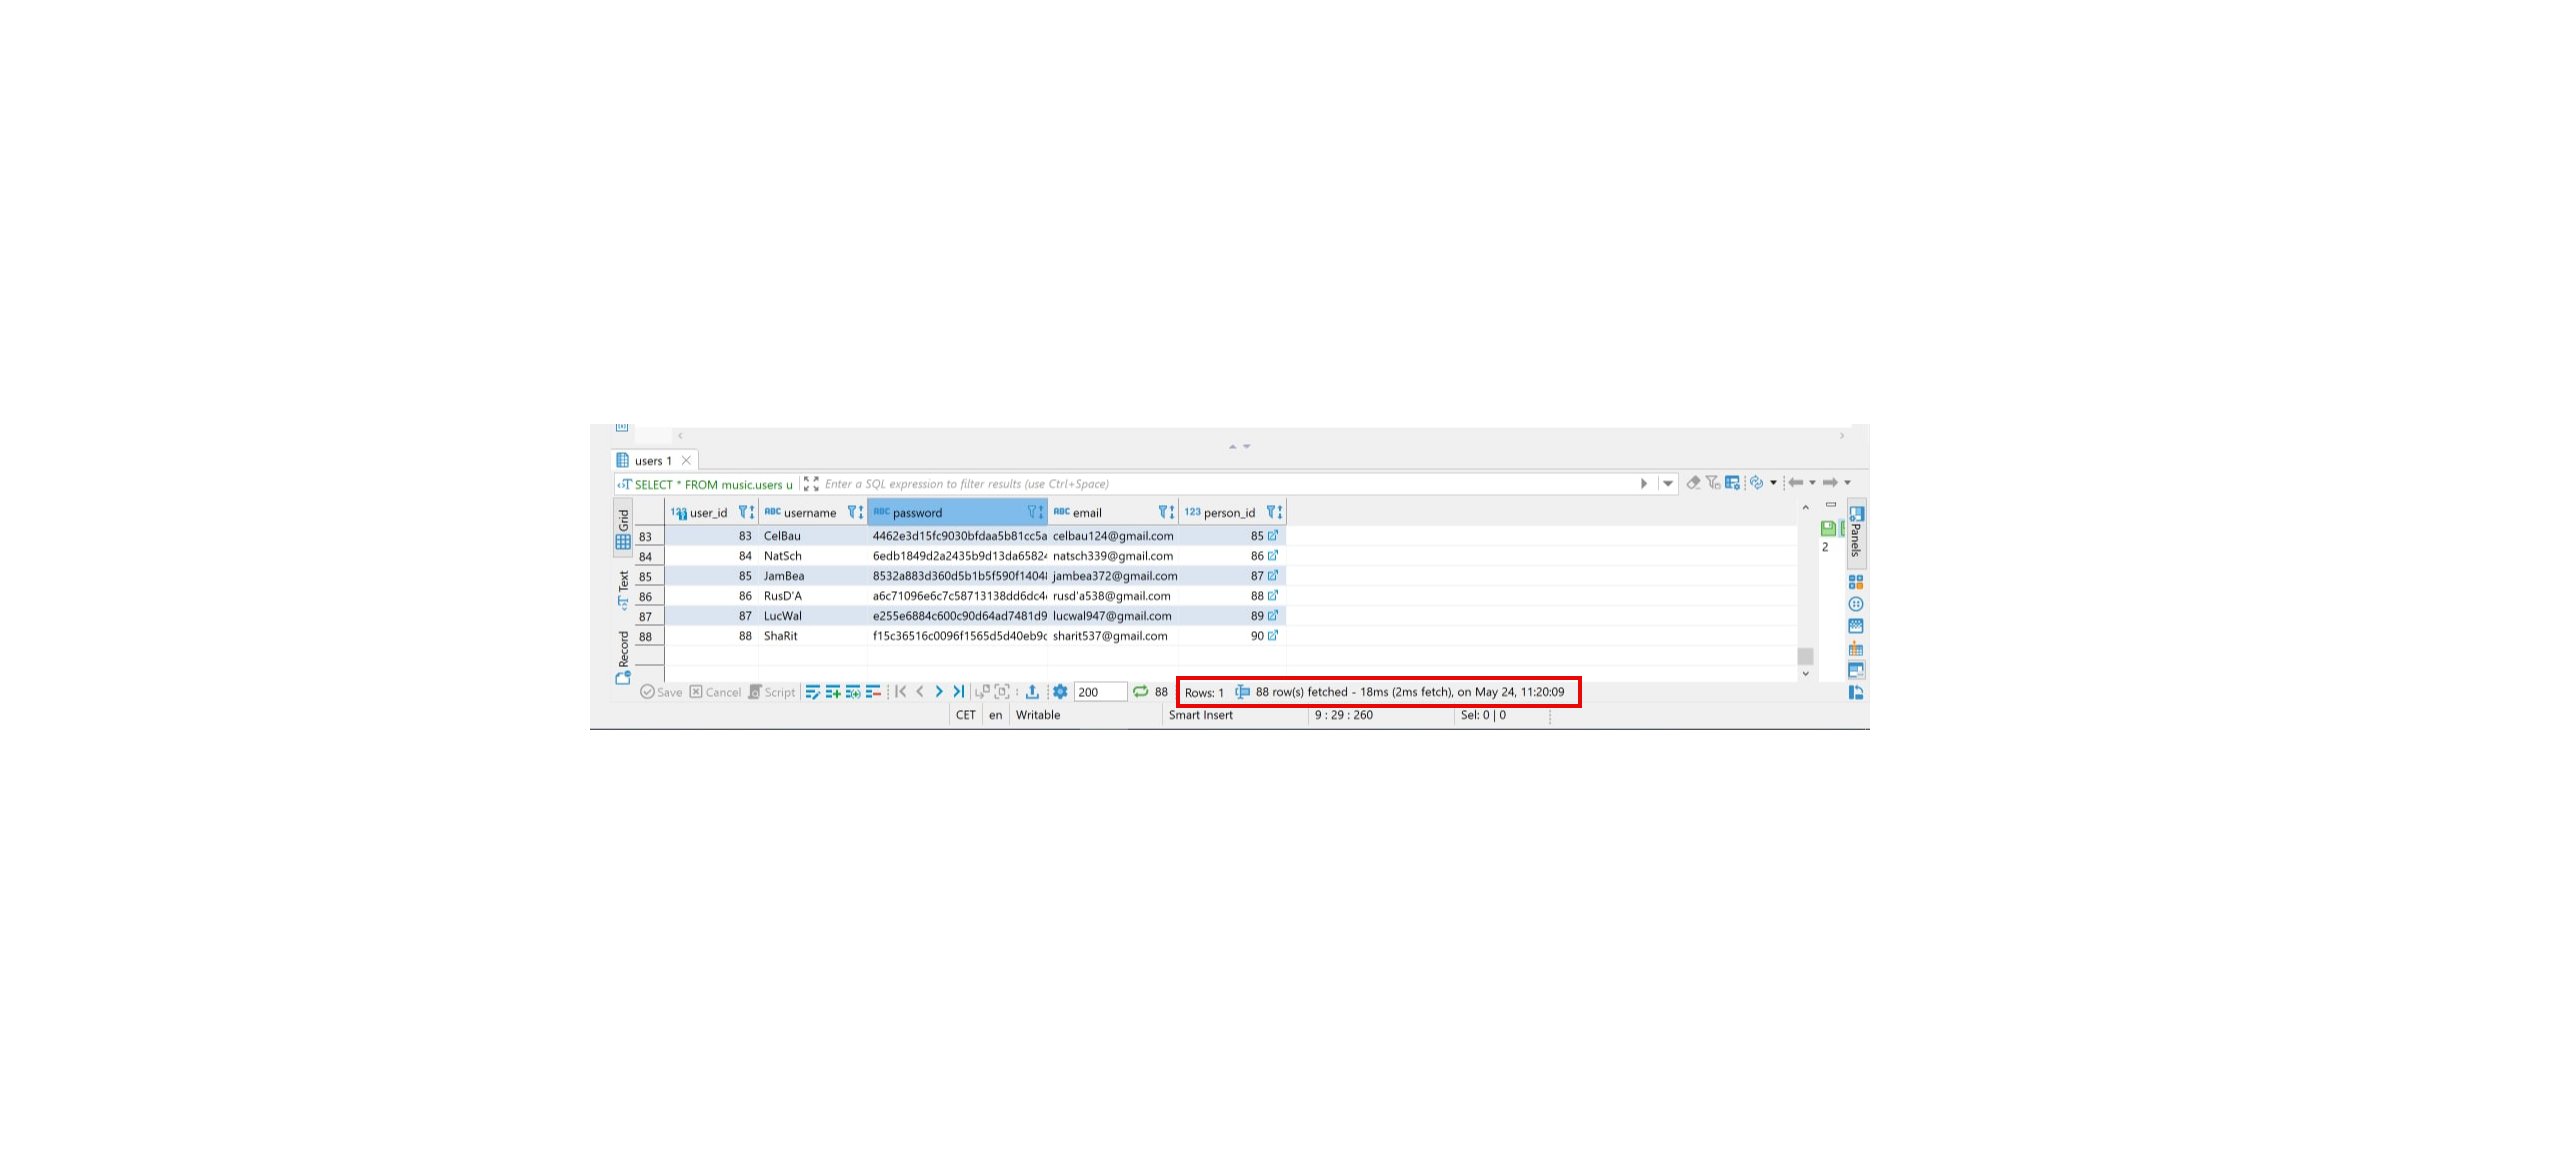 users 1
SELECT * FROM music.users u Enter a SQL expression to filter results (use Ctrl+Space)
Grid
Text
Record
123 user_id ABC username ABC password ABC email 123 person_id
83 83 CelBau 4462e3d15fc9030bfdaa5b81cc5a celbau124@gmail.com 85
84 84 NatSch 6edb1849d2a2435b9d13da6582 natsch339@gmail.com 86
85 85 JamBea 8532a883d360d5b1b5f590f1404 jambea372@gmail.com 87
86 86 RusD'A a6c71096e6c7c58713138dd6dc4 rusd'a538@gmail.com 88
87 87 LucWal e255e6884c600c90d64ad7481d9 lucwal947@gmail.com 89
88 88 ShaRit f15c36516c0096f1565d5d40eb9c sharit537@gmail.com 90
2
Panels
Save Cancel Script 200 88 Rows: 1 88 row(s) fetched - 18ms (2ms fetch), on May 24, 11:20:09
CET en Writable Smart Insert 9 : 29 : 260 Sel: 0 | 0